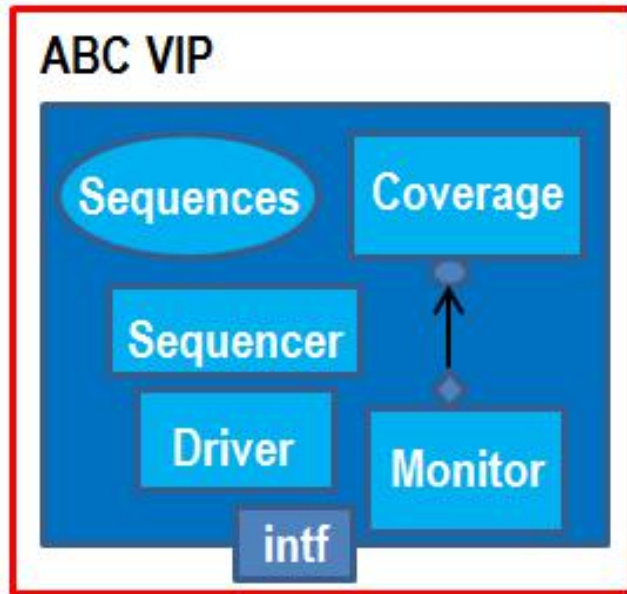 ABC VIP
Sequences
Coverage
Sequencer
Driver
Monitor
intf